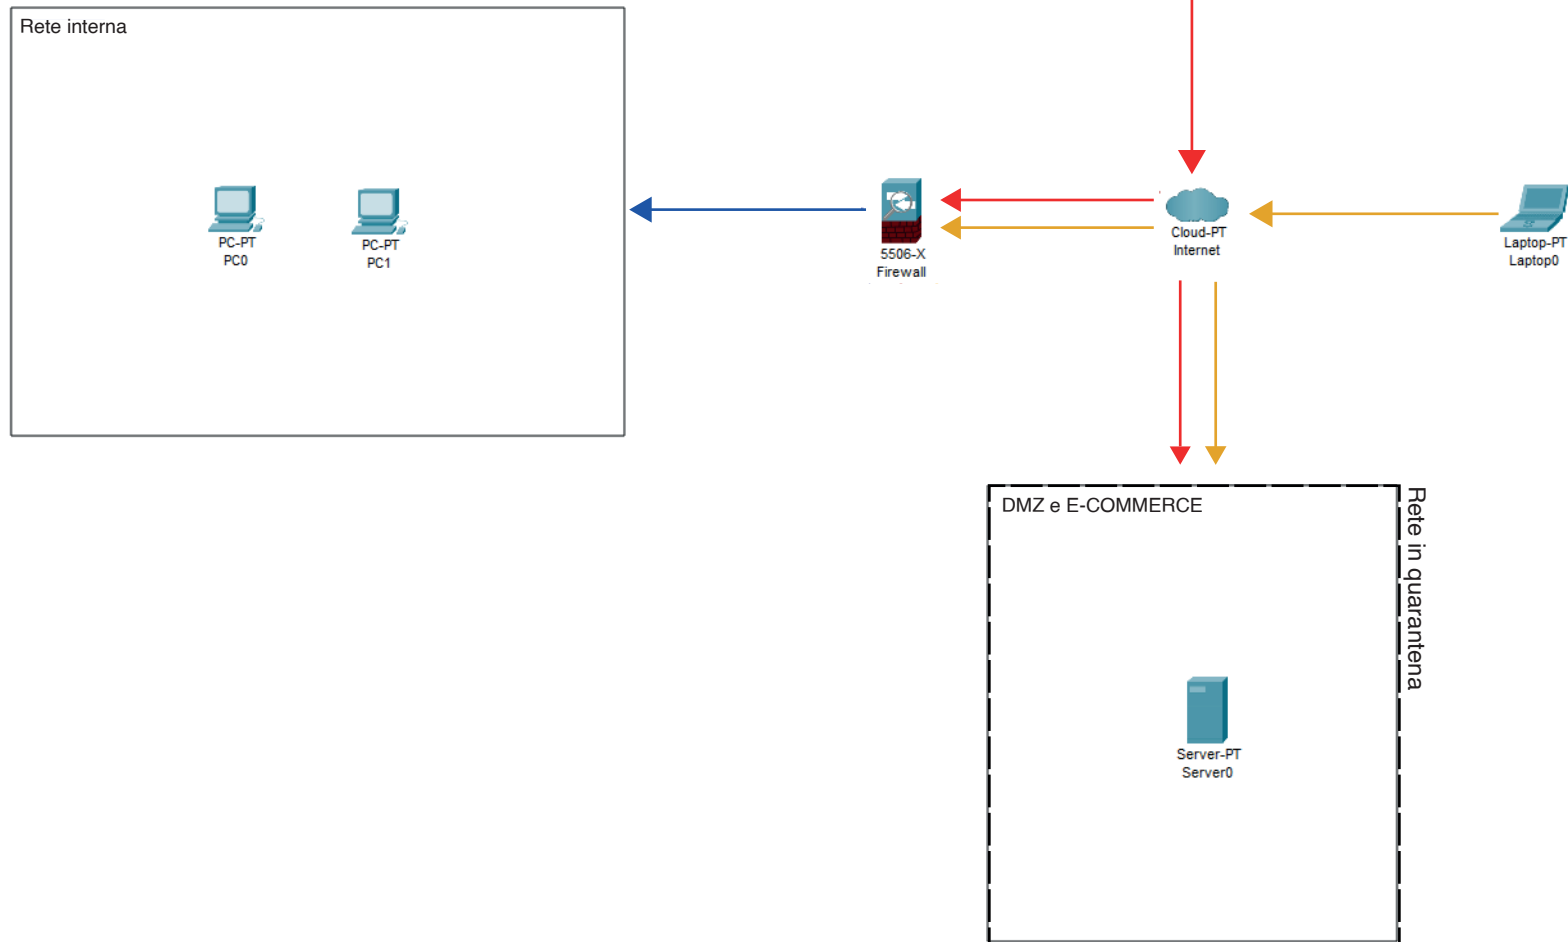 Rete interna
PC-PT
PC0
PC-PT
PC1
5506-X
Firewall
Cloud-PT
Internet
Laptop-PT
Laptop0
DMZ e E-COMMERCE
Rete in quarantena
Server-PT
Server0